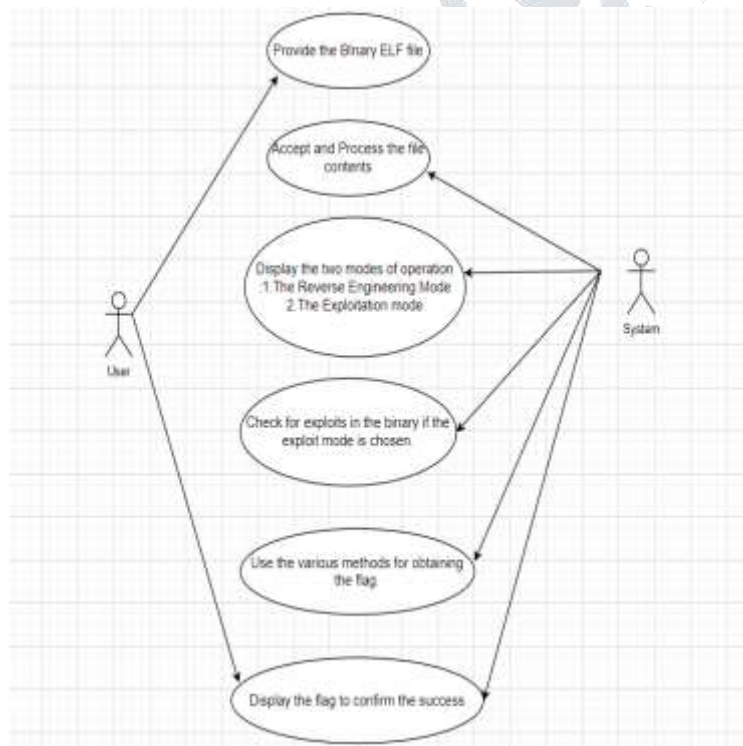 Provide the BInary ELF file
Accept and Process the file
contents
Display the two modes of operation
:1.The Reverse Engineering Mode
2.The Exploitation mode
System
User
Check for exploits in the binary if the
exploit mode is chosen.
Use the various methods for obtaining
the flag.
Display the flag to confirm the success